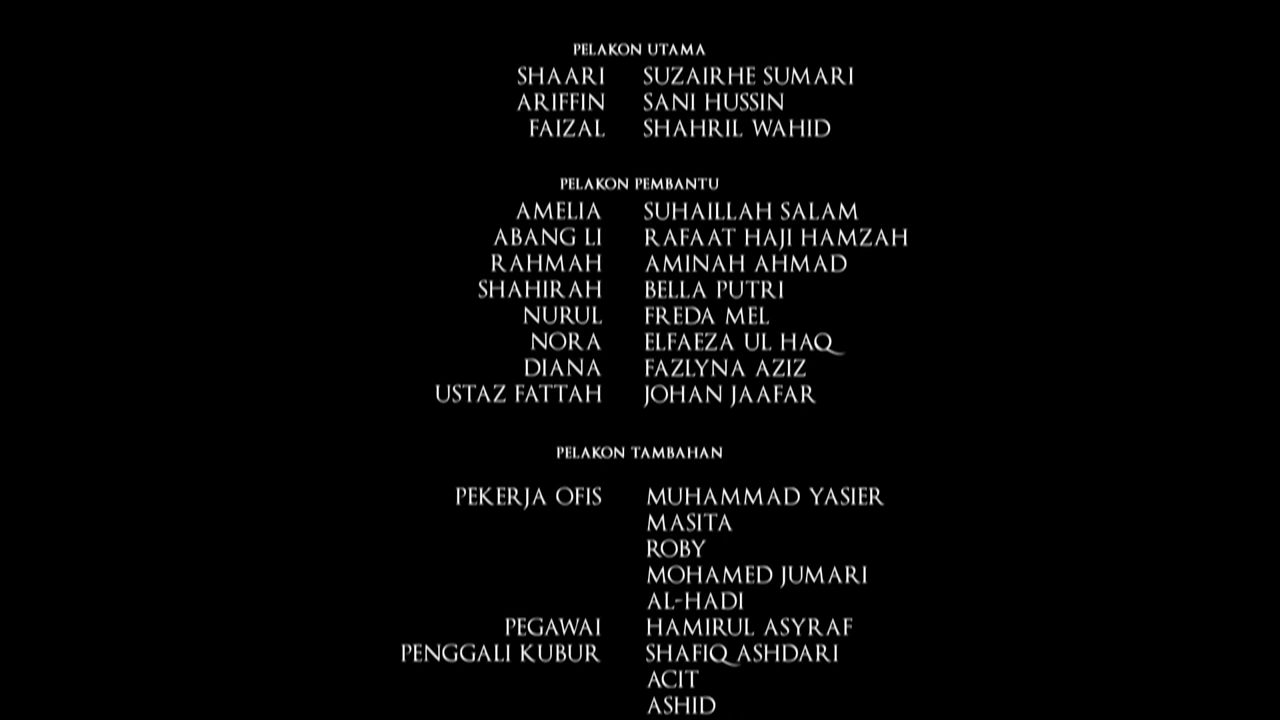 PELAKON UTAMA
SHAARI SUZAIRHE SUMARI
ARIFFIN SANI HUSSIN
FAIZAL SHAHRIL WAHID
PELAKON PEMBANTU
AMELIA SUHAILLAH SALAM
ABANG LI RAFAAT HAJI HAMZAH
RAHMAH AMINAH AHMAD
SHAHIRAH BELLA PUTRI
NURUL FREDA MEL
NORA ELFAEZA UL HAQ
DIANA FAZLYNA AZIZ
USTAZ FATTAH JOHAN JAAFAR
PELAKON TAMBAHAN
PEKERJA OFIS MUHAMMAD YASIER
MASITA
ROBY
MOHAMED JUMARI
AL-HADI
PEGAWAI HAMIRUL ASYRAF
PENGGALI KUBUR SHAFIQ ASHDARI
ACIT
ASHID